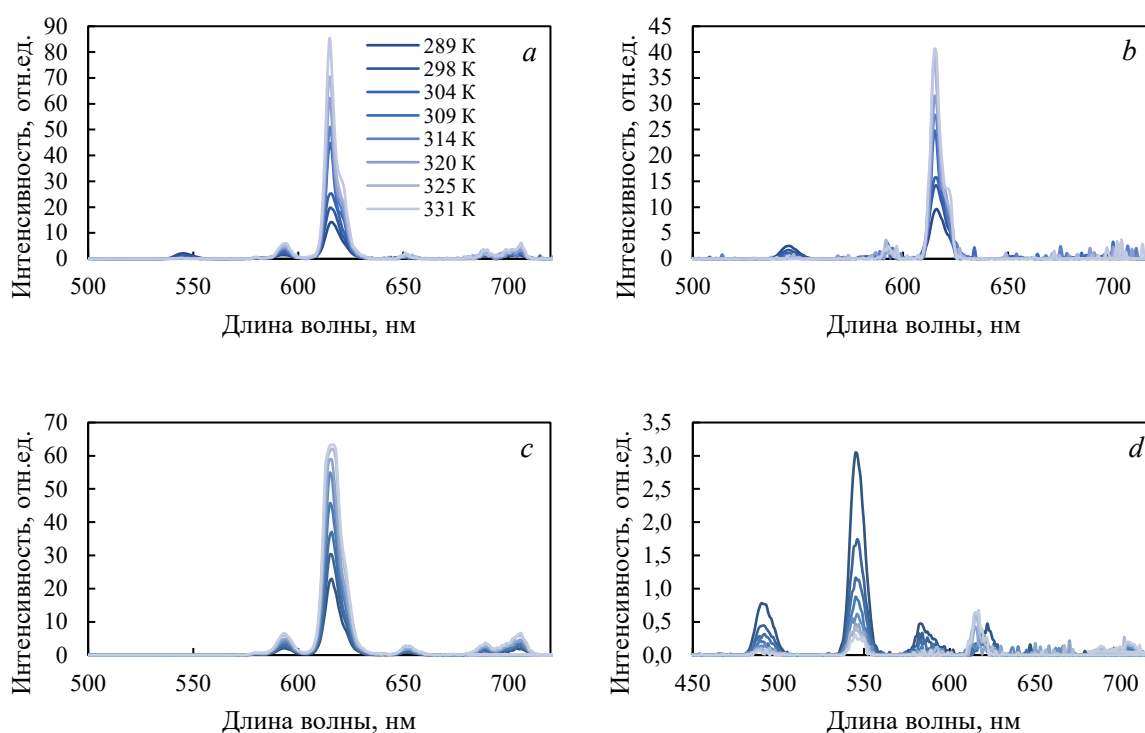 Интенсивность, отн.ед.
90
80
70
60
50
40
30
20
10
0
a
289 К
298 К
304 К
309 К
314 К
320 К
325 К
331 К
500 550 600 650 700
Длина волны, нм
Интенсивность, отн.ед.
45
40
35
30
25
20
15
10
5
0
b
500 550 600 650 700
Длина волны, нм
Интенсивность, отн.ед.
70
60
50
40
30
20
10
0
c
500 550 600 650 700
Длина волны, нм
Интенсивность, отн.ед.
3,5
3,0
2,5
2,0
1,5
1,0
0,5
0,0
d
450 500 550 600 650 700
Длина волны, нм